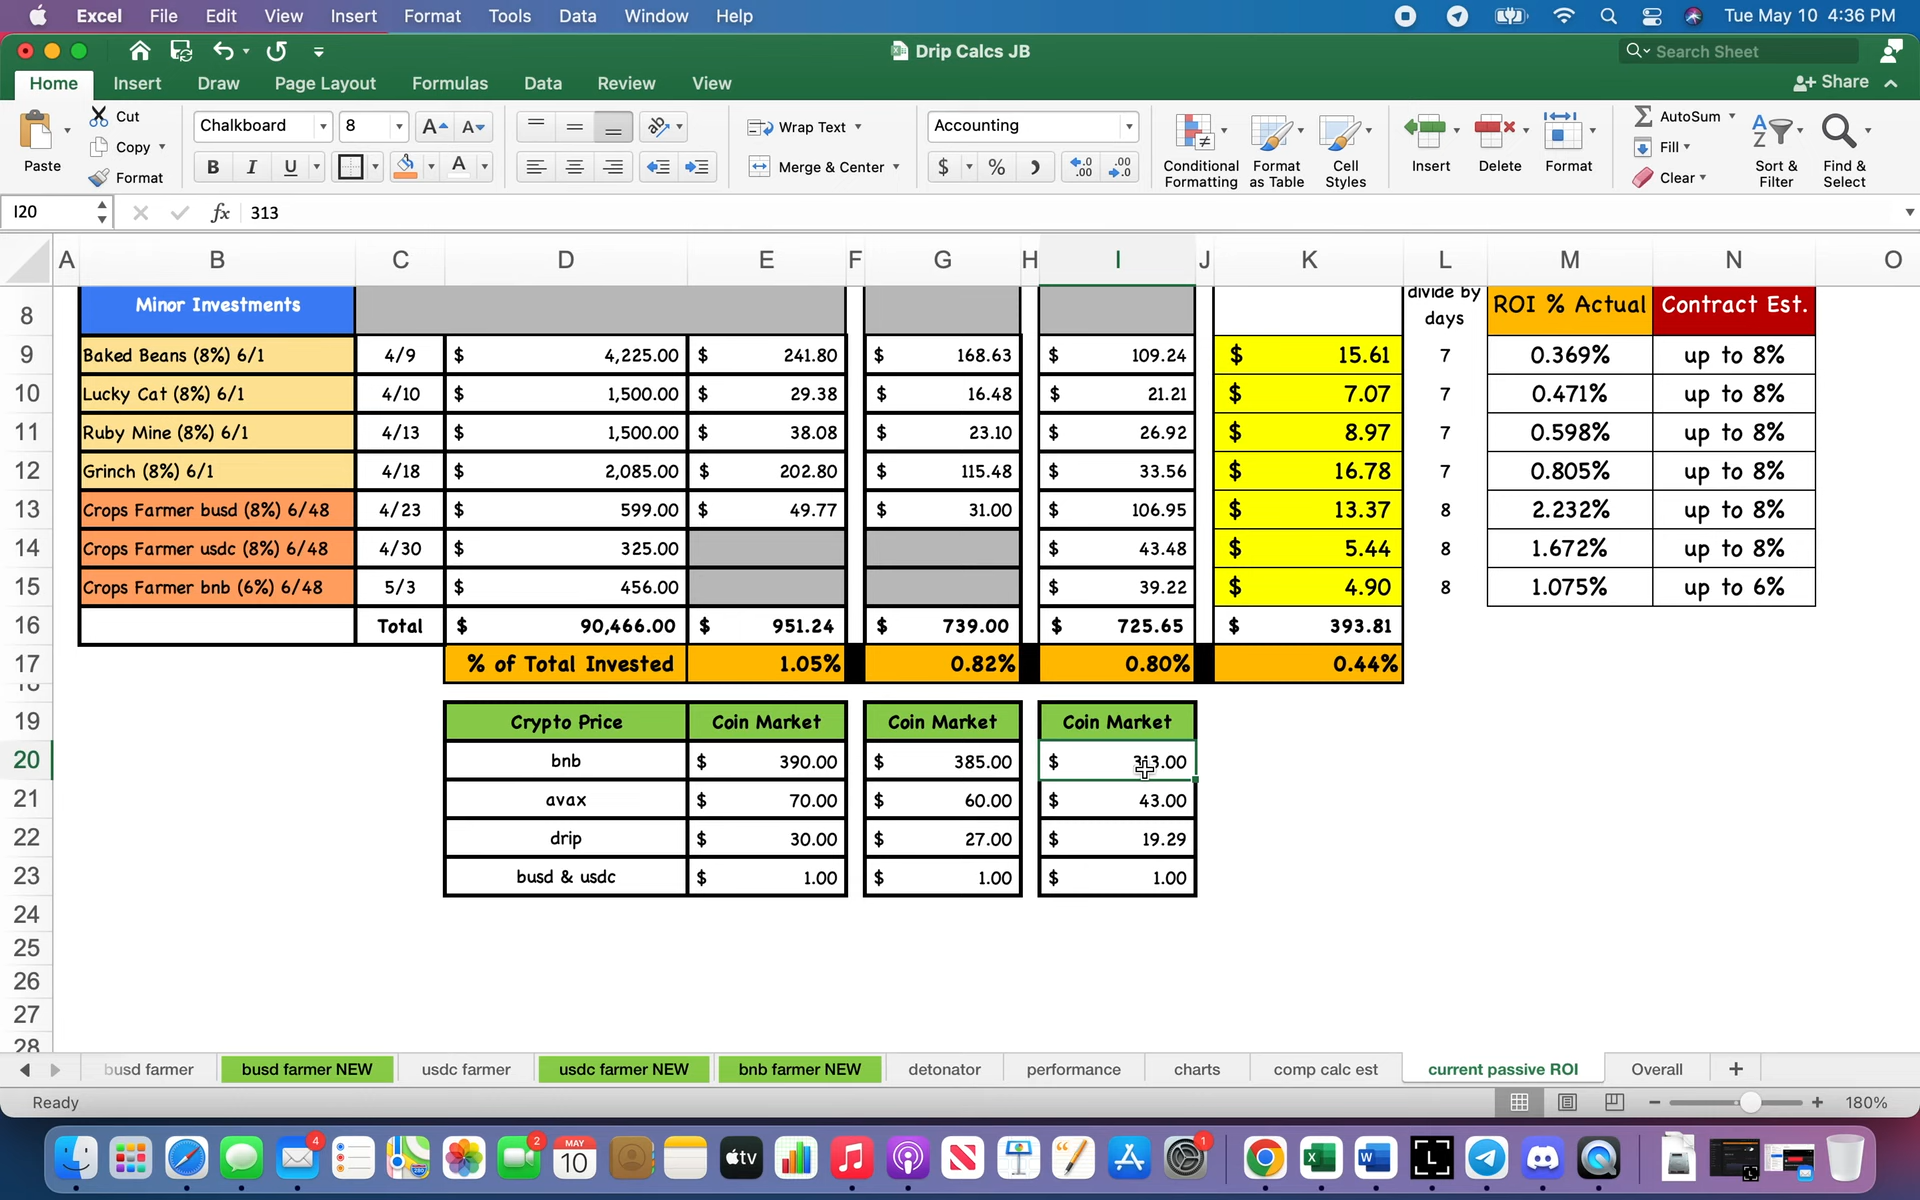 Excel File Edit View Insert Format Tools Data Window Help Tue May 10 4:36 PM
Drip Calcs JB Search Sheet
Home Insert Draw Page Layout Formulas Data Review View Share
Cut Chalkboard 8 Wrap Text Accounting AutoSum
Copy Fill
Paste Format B I U A Merge & Center $ % Conditional Formatting Format as Table Cell Styles Insert Delete Format Clear Sort & Filter Find & Select
I20 fx 313
A B C D E F G H I J K L M N O
8 Minor Investments divide by days ROI % Actual Contract Est.
9 Baked Beans (8%) 6/1 4/9 $ 4,225.00 $ 241.80 $ 168.63 $ 109.24 $ 15.61 7 0.369% up to 8%
10 Lucky Cat (8%) 6/1 4/10 $ 1,500.00 $ 29.38 $ 16.48 $ 21.21 $ 7.07 7 0.471% up to 8%
11 Ruby Mine (8%) 6/1 4/13 $ 1,500.00 $ 38.08 $ 23.10 $ 26.92 $ 8.97 7 0.598% up to 8%
12 Grinch (8%) 6/1 4/18 $ 2,085.00 $ 202.80 $ 115.48 $ 33.56 $ 16.78 7 0.805% up to 8%
13 Crops Farmer busd (8%) 6/48 4/23 $ 599.00 $ 49.77 $ 31.00 $ 106.95 $ 13.37 8 2.232% up to 8%
14 Crops Farmer usdc (8%) 6/48 4/30 $ 325.00 $ 43.48 $ 5.44 8 1.672% up to 8%
15 Crops Farmer bnb (6%) 6/48 5/3 $ 456.00 $ 39.22 $ 4.90 8 1.075% up to 6%
16 Total $ 90,466.00 $ 951.24 $ 739.00 $ 725.65 $ 393.81
17 % of Total Invested 1.05% 0.82% 0.80% 0.44%
19 Crypto Price Coin Market Coin Market Coin Market
20 bnb $ 390.00 $ 385.00 $ 313.00
21 avax $ 70.00 $ 60.00 $ 43.00
22 drip $ 30.00 $ 27.00 $ 19.29
23 busd & usdc $ 1.00 $ 1.00 $ 1.00
24
25
26
27
28
busd farmer busd farmer NEW usdc farmer usdc farmer NEW bnb farmer NEW detonator performance charts comp calc est current passive ROI Overall +
Ready 180%
4 2 MAY 10 tv 1